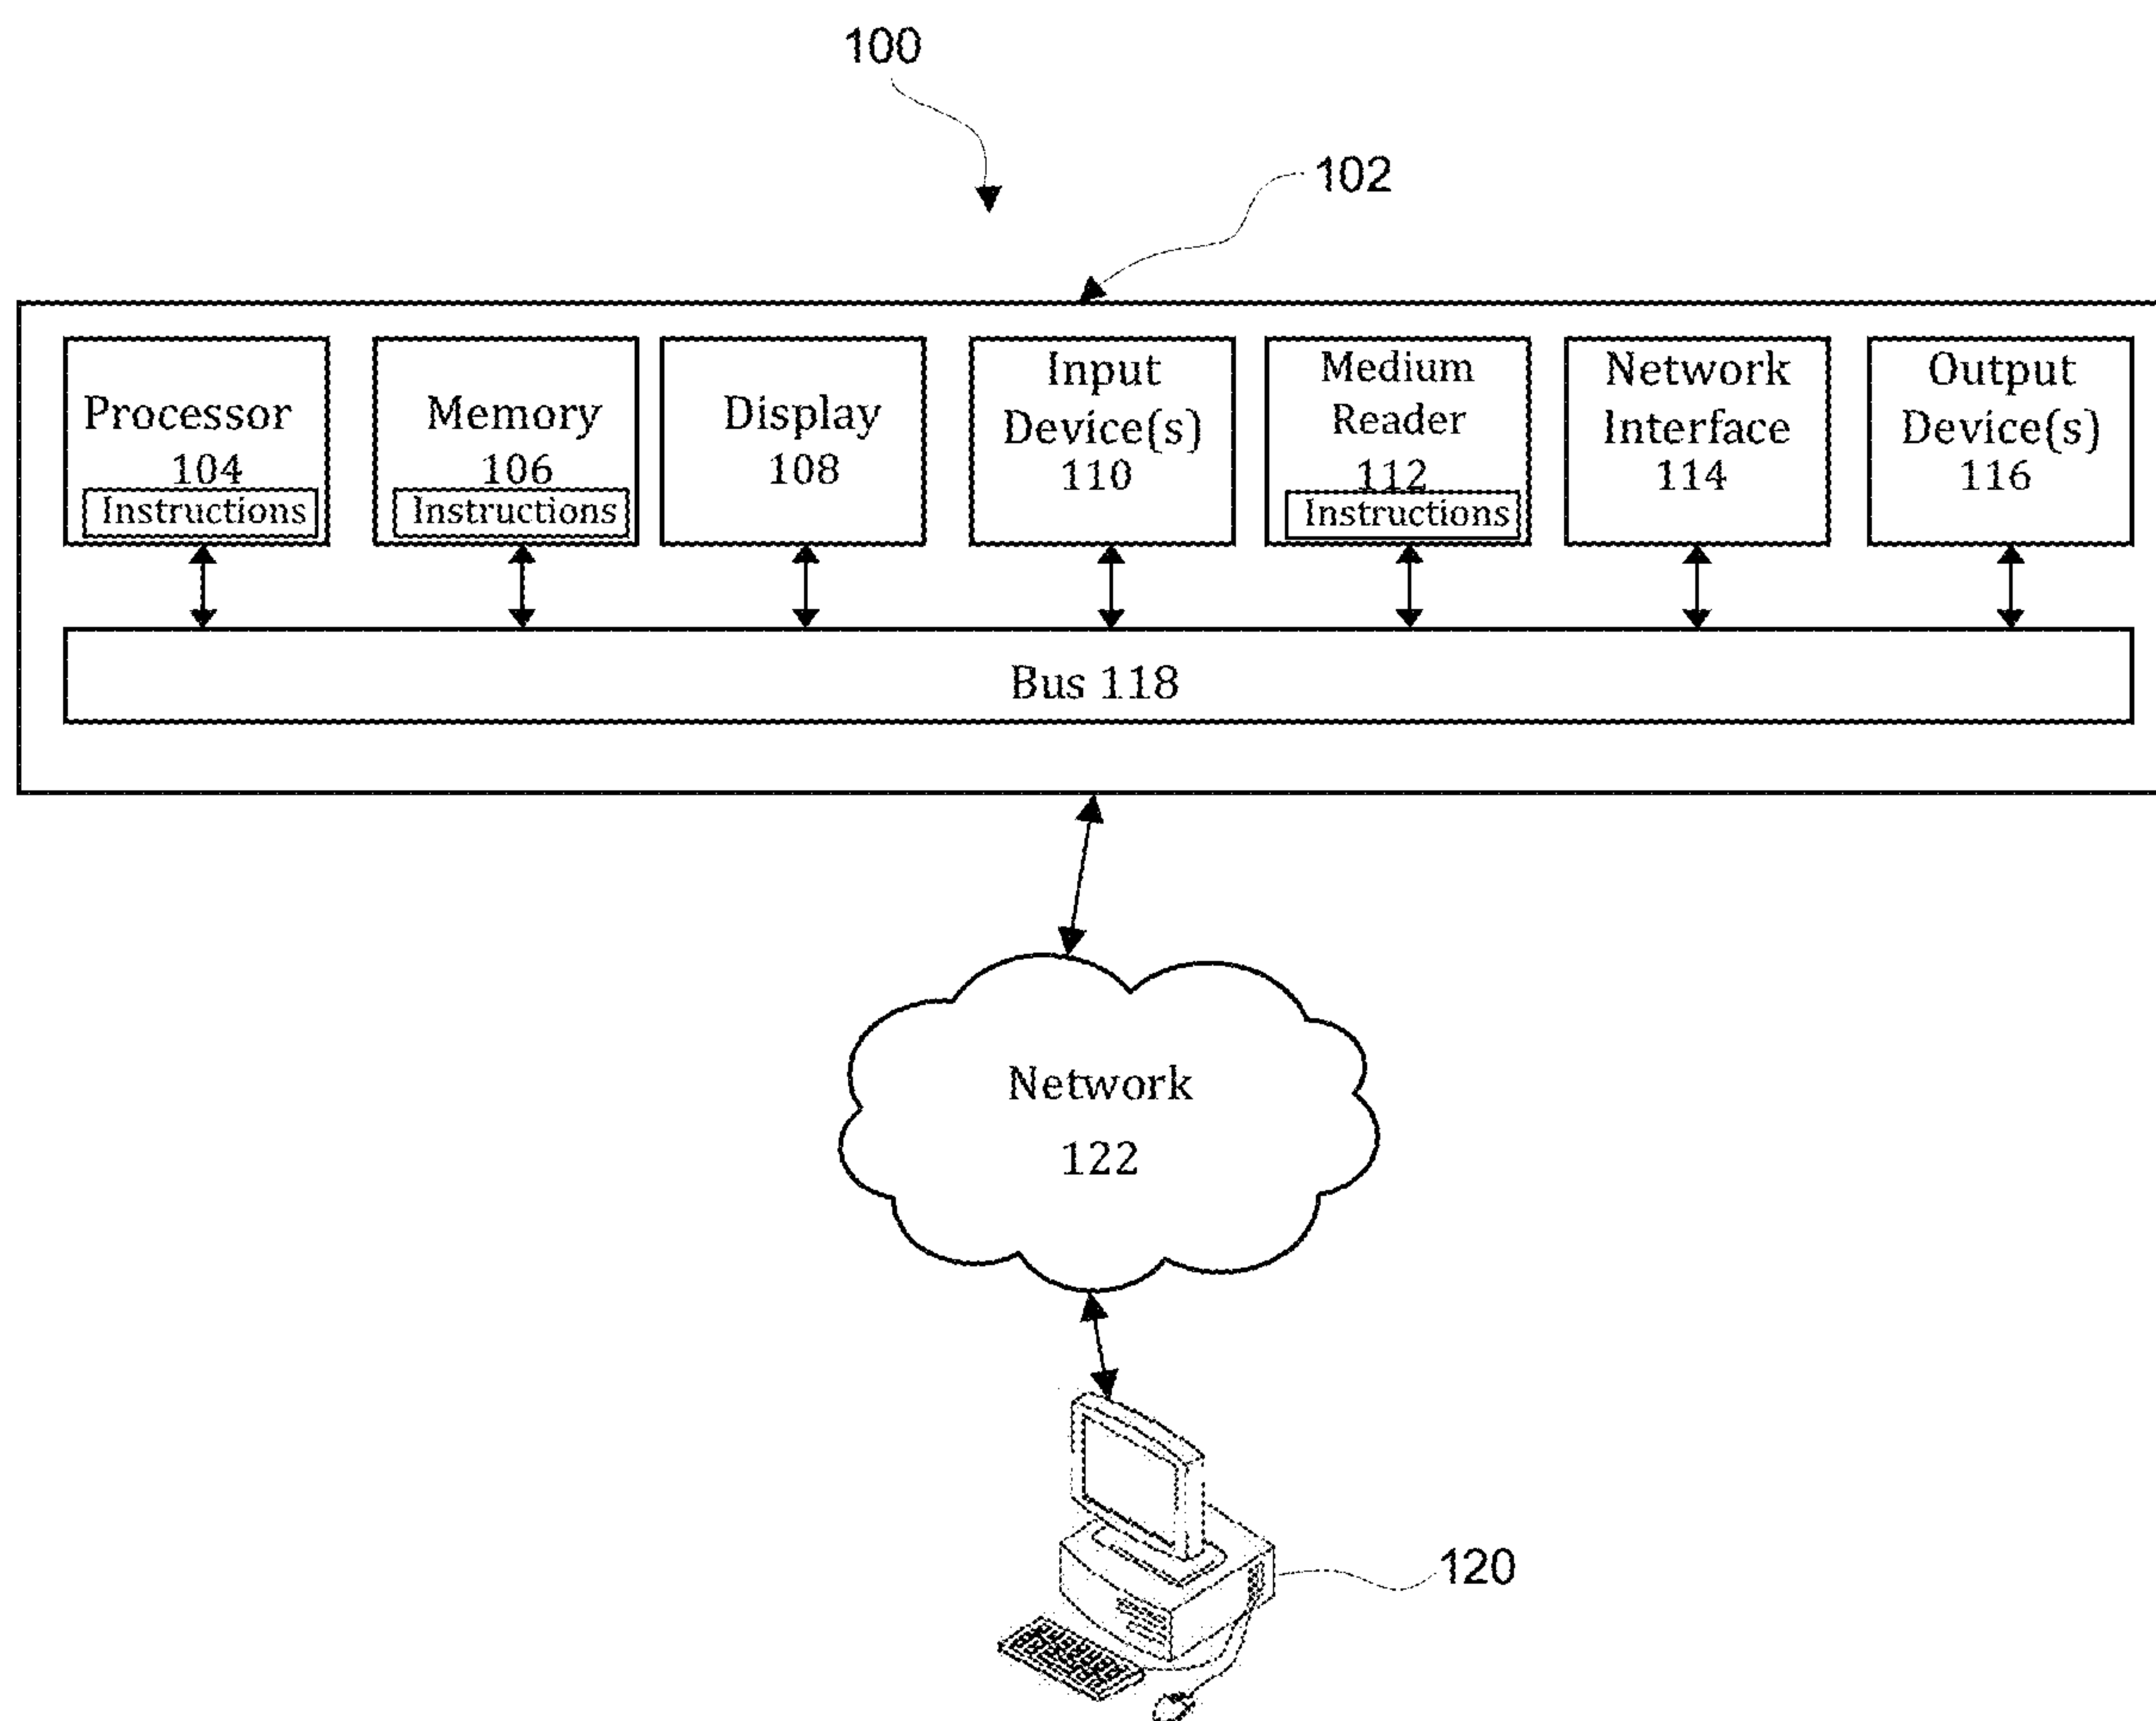 100
102
Processor
104
Instructions
Memory
106
Instructions
Display
108
Input
Device(s)
110
Medium
Reader
112
Instructions
Network
Interface
114
Output
Device(s)
116
Bus 118
Network
122
120